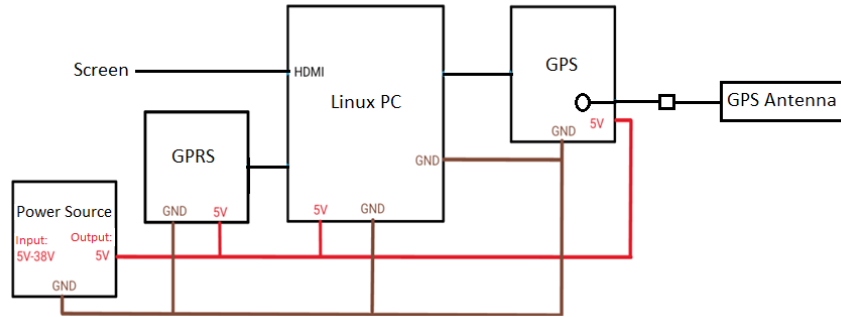 Screen
HDMI
Linux PC
GND
5V
GND
GPS
5V
GND
GPS Antenna
GPRS
GND
5V
Power Source
Input:
5V-38V
Output:
5V
GND